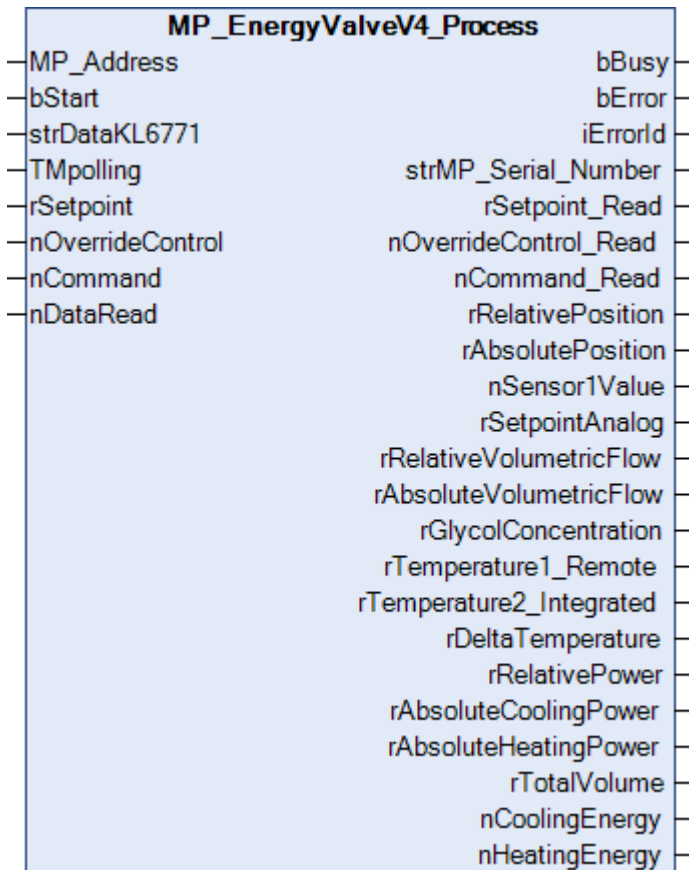 MP_EnergyValveV4_Process
MP_Address bBusy
bStart bError
strDataKL6771 iErrorId
TMpolling strMP_Serial_Number
rSetpoint rSetpoint_Read
nOverrideControl nOverrideControl_Read
nCommand nCommand_Read
nDataRead rRelativePosition
rAbsolutePosition
nSensor1Value
rSetpointAnalog
rRelativeVolumetricFlow
rAbsoluteVolumetricFlow
rGlycolConcentration
rTemperature1_Remote
rTemperature2_Integrated
rDeltaTemperature
rRelativePower
rAbsoluteCoolingPower
rAbsoluteHeatingPower
rTotalVolume
nCoolingEnergy
nHeatingEnergy